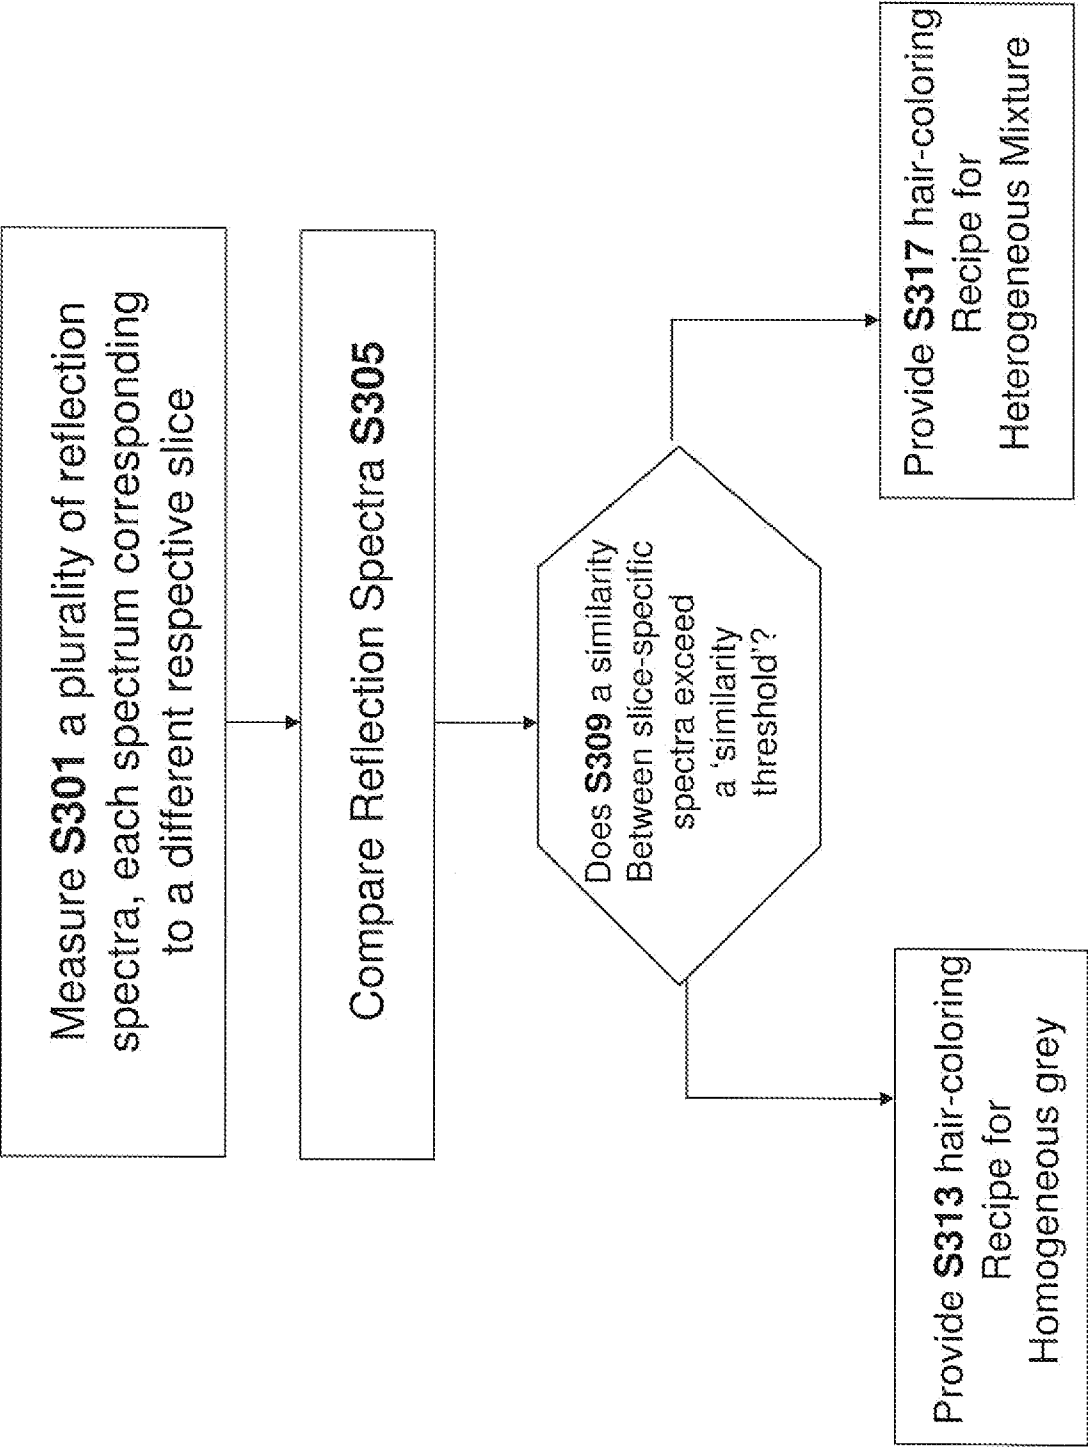 Measure S301 a plurality of reflection
spectra, each spectrum corresponding
to a different respective slice
Compare Reflection Spectra S305
Does S309 a similarity
Between slice-specific
spectra exceed
a ‘similarity
threshold’?
Provide S313 hair-coloring
Recipe for
Homogeneous grey
Provide S317 hair-coloring
Recipe for
Heterogeneous Mixture